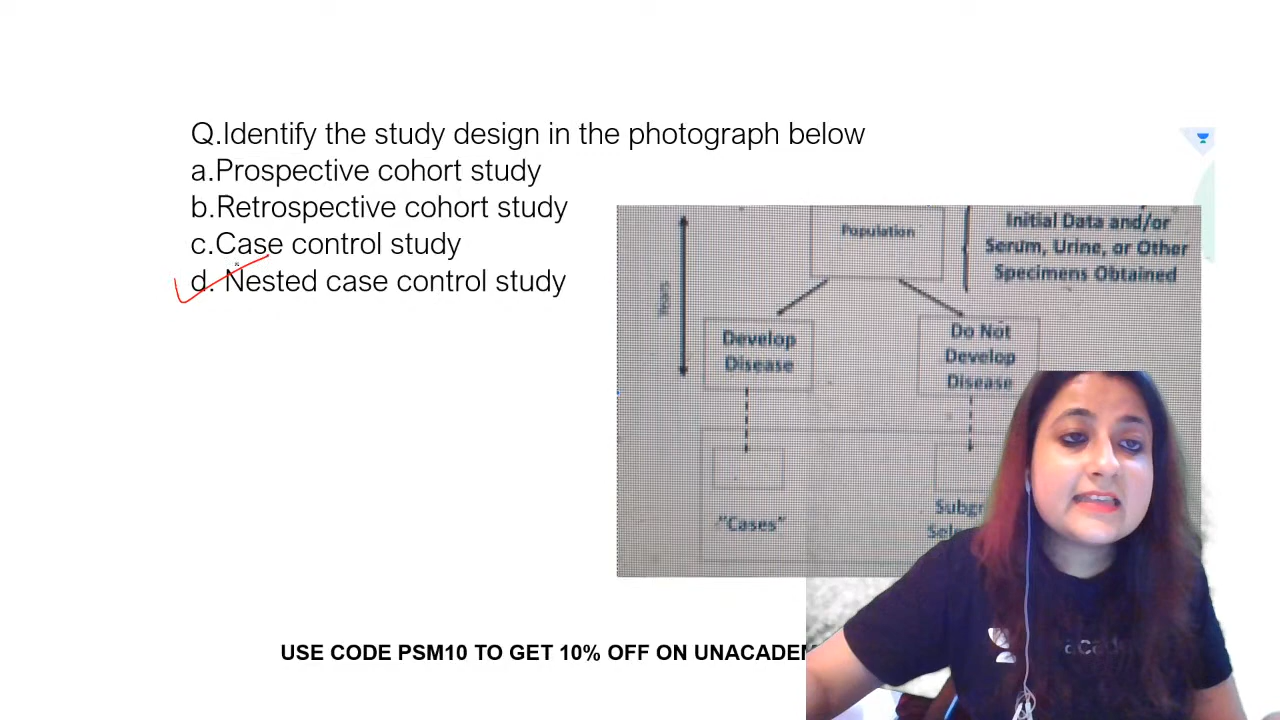 Q.Identify the study design in the photograph below
a.Prospective cohort study
b.Retrospective cohort study
c.Case control study
d. Nested case control study
Population
Initial Data and/or
Serum, Urine, or Other
Specimens Obtained
Years
Develop
Disease
Do Not
Develop
Disease
"Cases"
USE CODE PSM10 TO GET 10% OFF ON